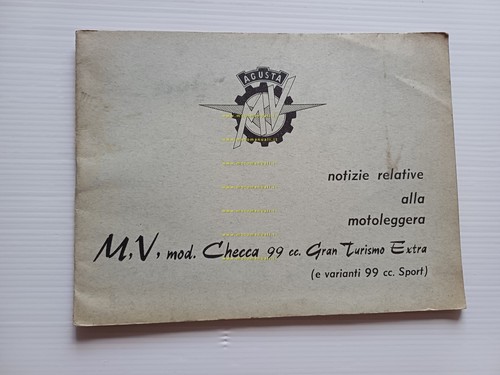 AGUSTA
MV
notizie relative
alla
motoleggera
M.V. mod. Checca 99 cc. Gran Turismo Extra
(e varianti 99 cc. Sport)